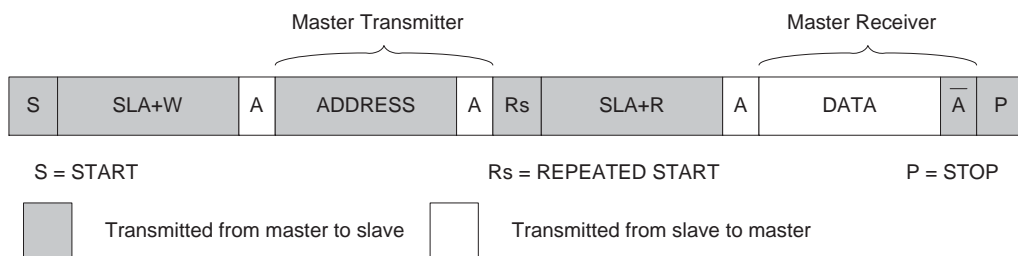 Master Transmitter Master Receiver
S SLA+W A ADDRESS A Rs SLA+R A DATA A̅ P
S = START Rs = REPEATED START P = STOP
Transmitted from master to slave Transmitted from slave to master